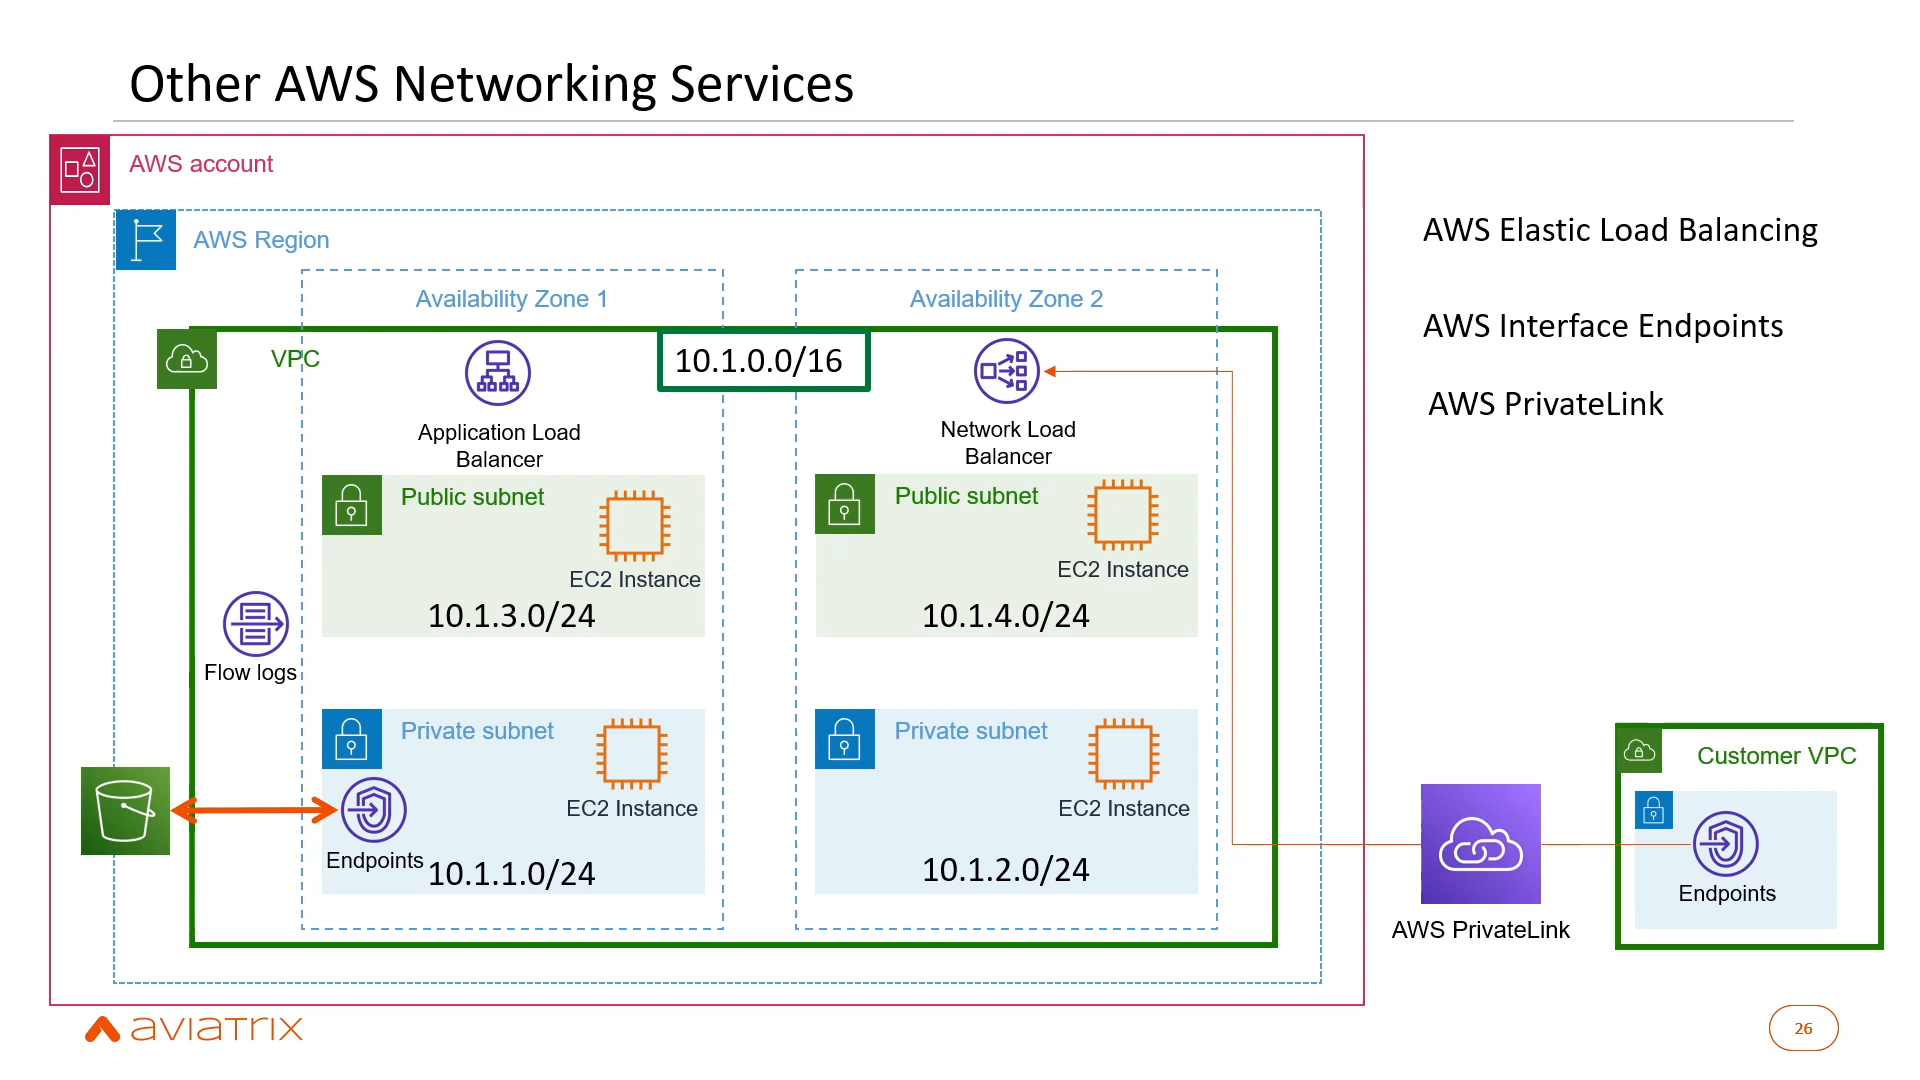 Other AWS Networking Services
AWS account
AWS Region
Availability Zone 1
Availability Zone 2
VPC
10.1.0.0/16
Application Load
Balancer
Network Load
Balancer
Public subnet
EC2 Instance
10.1.3.0/24
Public subnet
EC2 Instance
10.1.4.0/24
Flow logs
Private subnet
EC2 Instance
Endpoints
10.1.1.0/24
Private subnet
EC2 Instance
10.1.2.0/24
AWS Elastic Load Balancing
AWS Interface Endpoints
AWS PrivateLink
AWS PrivateLink
Customer VPC
Endpoints
aviatrix
26